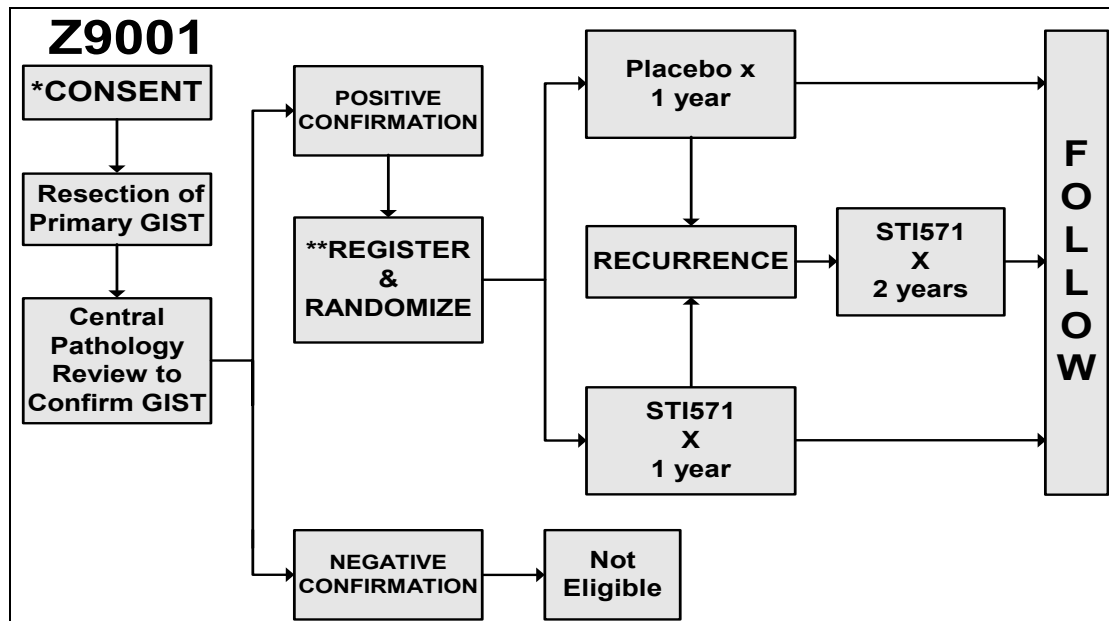 Z9001
*CONSENT
Resection of
Primary GIST
Central
Pathology
Review to
Confirm GIST
POSITIVE
CONFIRMATION
**REGISTER
&
RANDOMIZE
NEGATIVE
CONFIRMATION
Not
Eligible
Placebo x
1 year
RECURRENCE
STI571
X
1 year
STI571
X
2 years
F
O
L
L
O
W